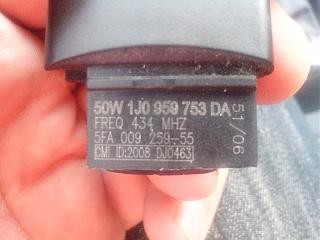 50W 1J0 959 753 DA
FREQ 434 MHZ
5FA 009 259-55
CMI ID:2008 DJ0463
51/06